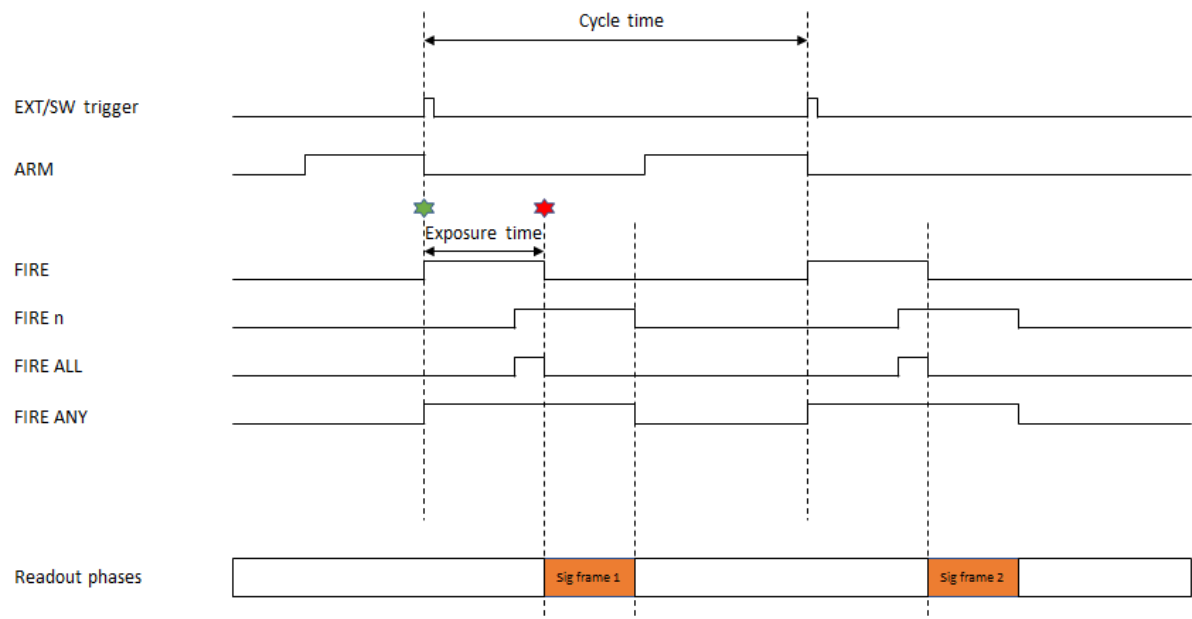 Cycle time
EXT/SW trigger
ARM
Exposure time
FIRE
FIRE n
FIRE ALL
FIRE ANY
Readout phases
Sig frame 1
Sig frame 2